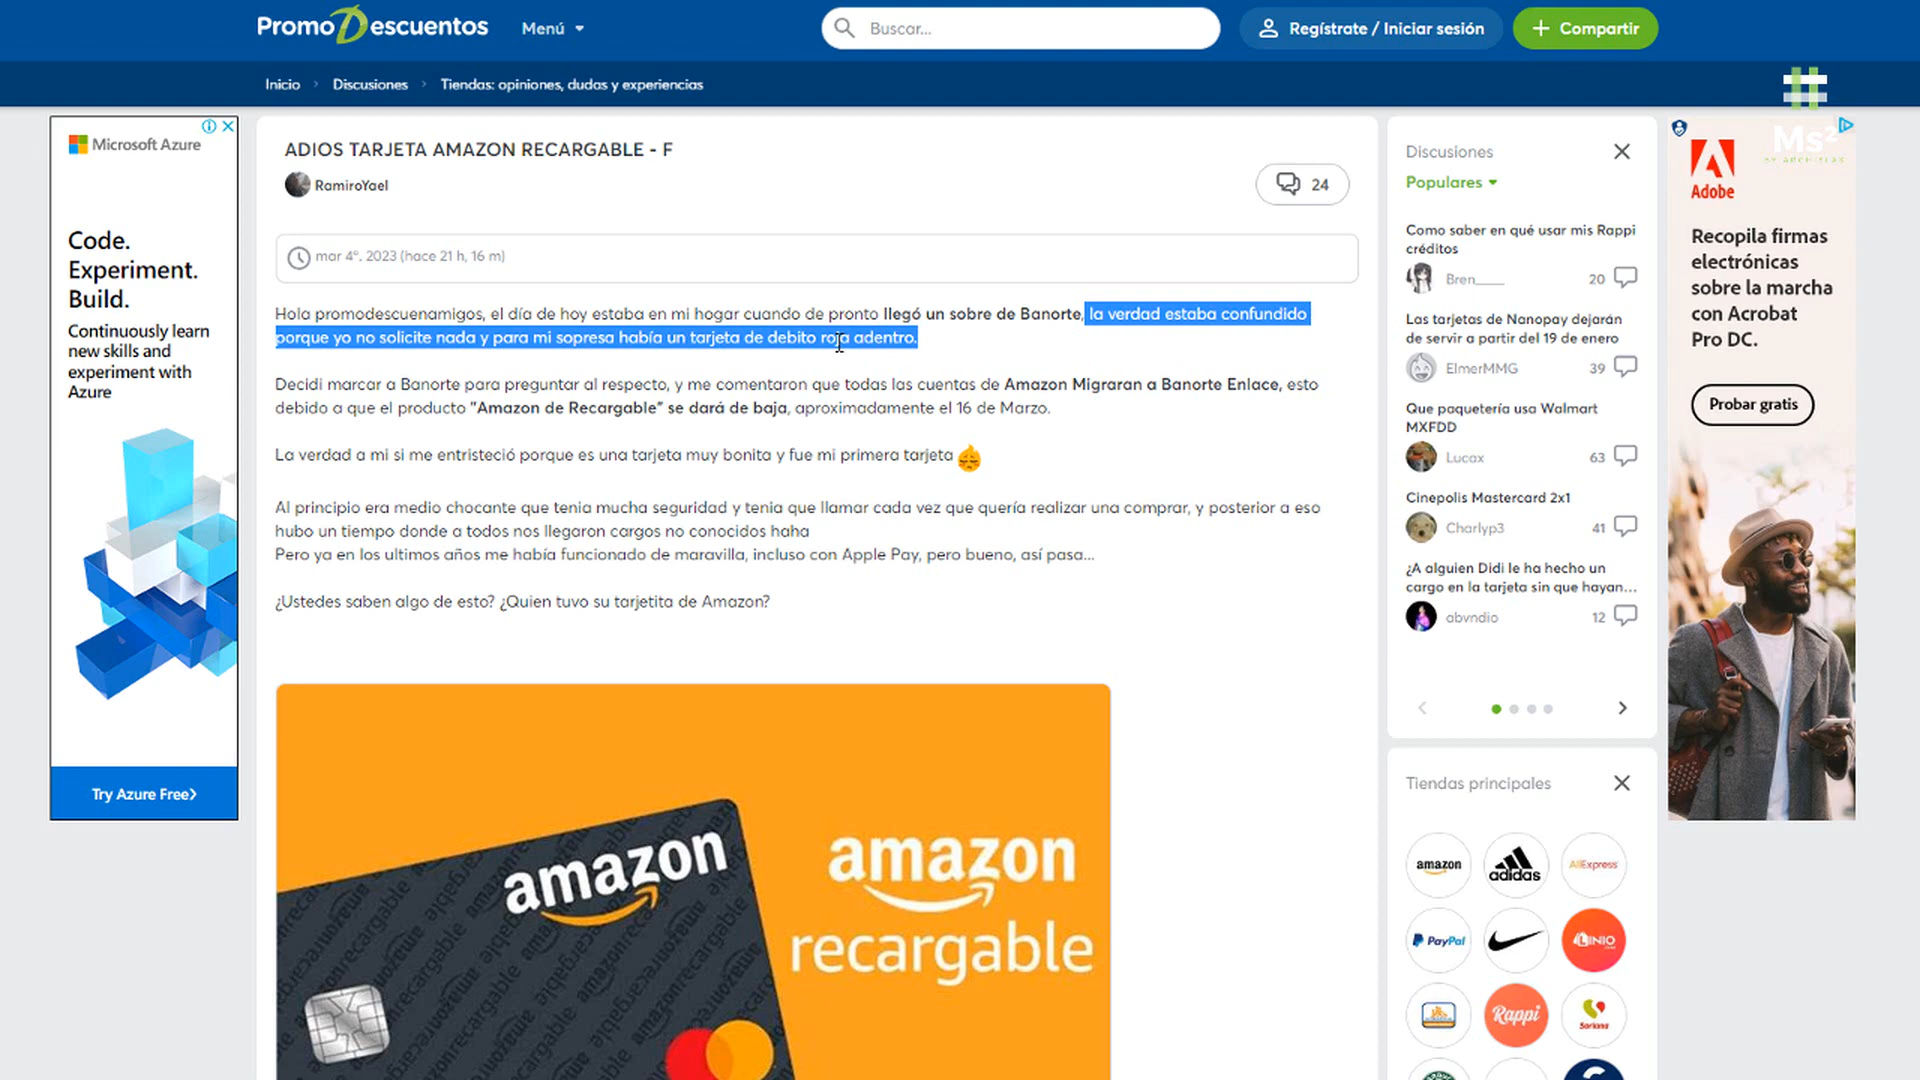 PromoDescuentos
Menú
Buscar...
Regístrate / Iniciar sesión
Compartir
Inicio
Discusiones
Tiendas: opiniones, dudas y experiencias
Microsoft Azure
Code.
Experiment.
Build.
Continuously learn
new skills and
experiment with
Azure
Try Azure Free>
ADIOS TARJETA AMAZON RECARGABLE - F
RamiroYael
24
mar 4º. 2023 (hace 21 h, 16 m)
Hola promodescuenamigos, el día de hoy estaba en mi hogar cuando de pronto llegó un sobre de Banorte, la verdad estaba confundido
porque yo no solicite nada y para mi sopresa había un tarjeta de debito roja adentro.
Decidi marcar a Banorte para preguntar al respecto, y me comentaron que todas las cuentas de Amazon Migraran a Banorte Enlace, esto
debido a que el producto "Amazon de Recargable" se dará de baja, aproximadamente el 16 de Marzo.
La verdad a mi si me entristeció porque es una tarjeta muy bonita y fue mi primera tarjeta
Al principio era medio chocante que tenia mucha seguridad y tenia que llamar cada vez que quería realizar una comprar, y posterior a eso
hubo un tiempo donde a todos nos llegaron cargos no conocidos haha
Pero ya en los ultimos años me había funcionado de maravilla, incluso con Apple Pay, pero bueno, así pasa...
¿Ustedes saben algo de esto? ¿Quien tuvo su tarjetita de Amazon?
amazon
amazon
recargable
Discusiones
Populares
Como saber en qué usar mis Rappi
créditos
Bren____
20
Las tarjetas de Nanopay dejarán
de servir a partir del 19 de enero
ElmerMMG
39
Que paquetería usa Walmart
MXFDD
Lucax
63
Cinepolis Mastercard 2x1
Charlyp3
41
¿A alguien Didi le ha hecho un
cargo en la tarjeta sin que hayan...
abvndio
12
Tiendas principales
amazon
adidas
AliExpress
PayPal
LINIO
Rappi
Soriana
Ms²
BY ARCHIFLAS
Adobe
Recopila firmas
electrónicas
sobre la marcha
con Acrobat
Pro DC.
Probar gratis